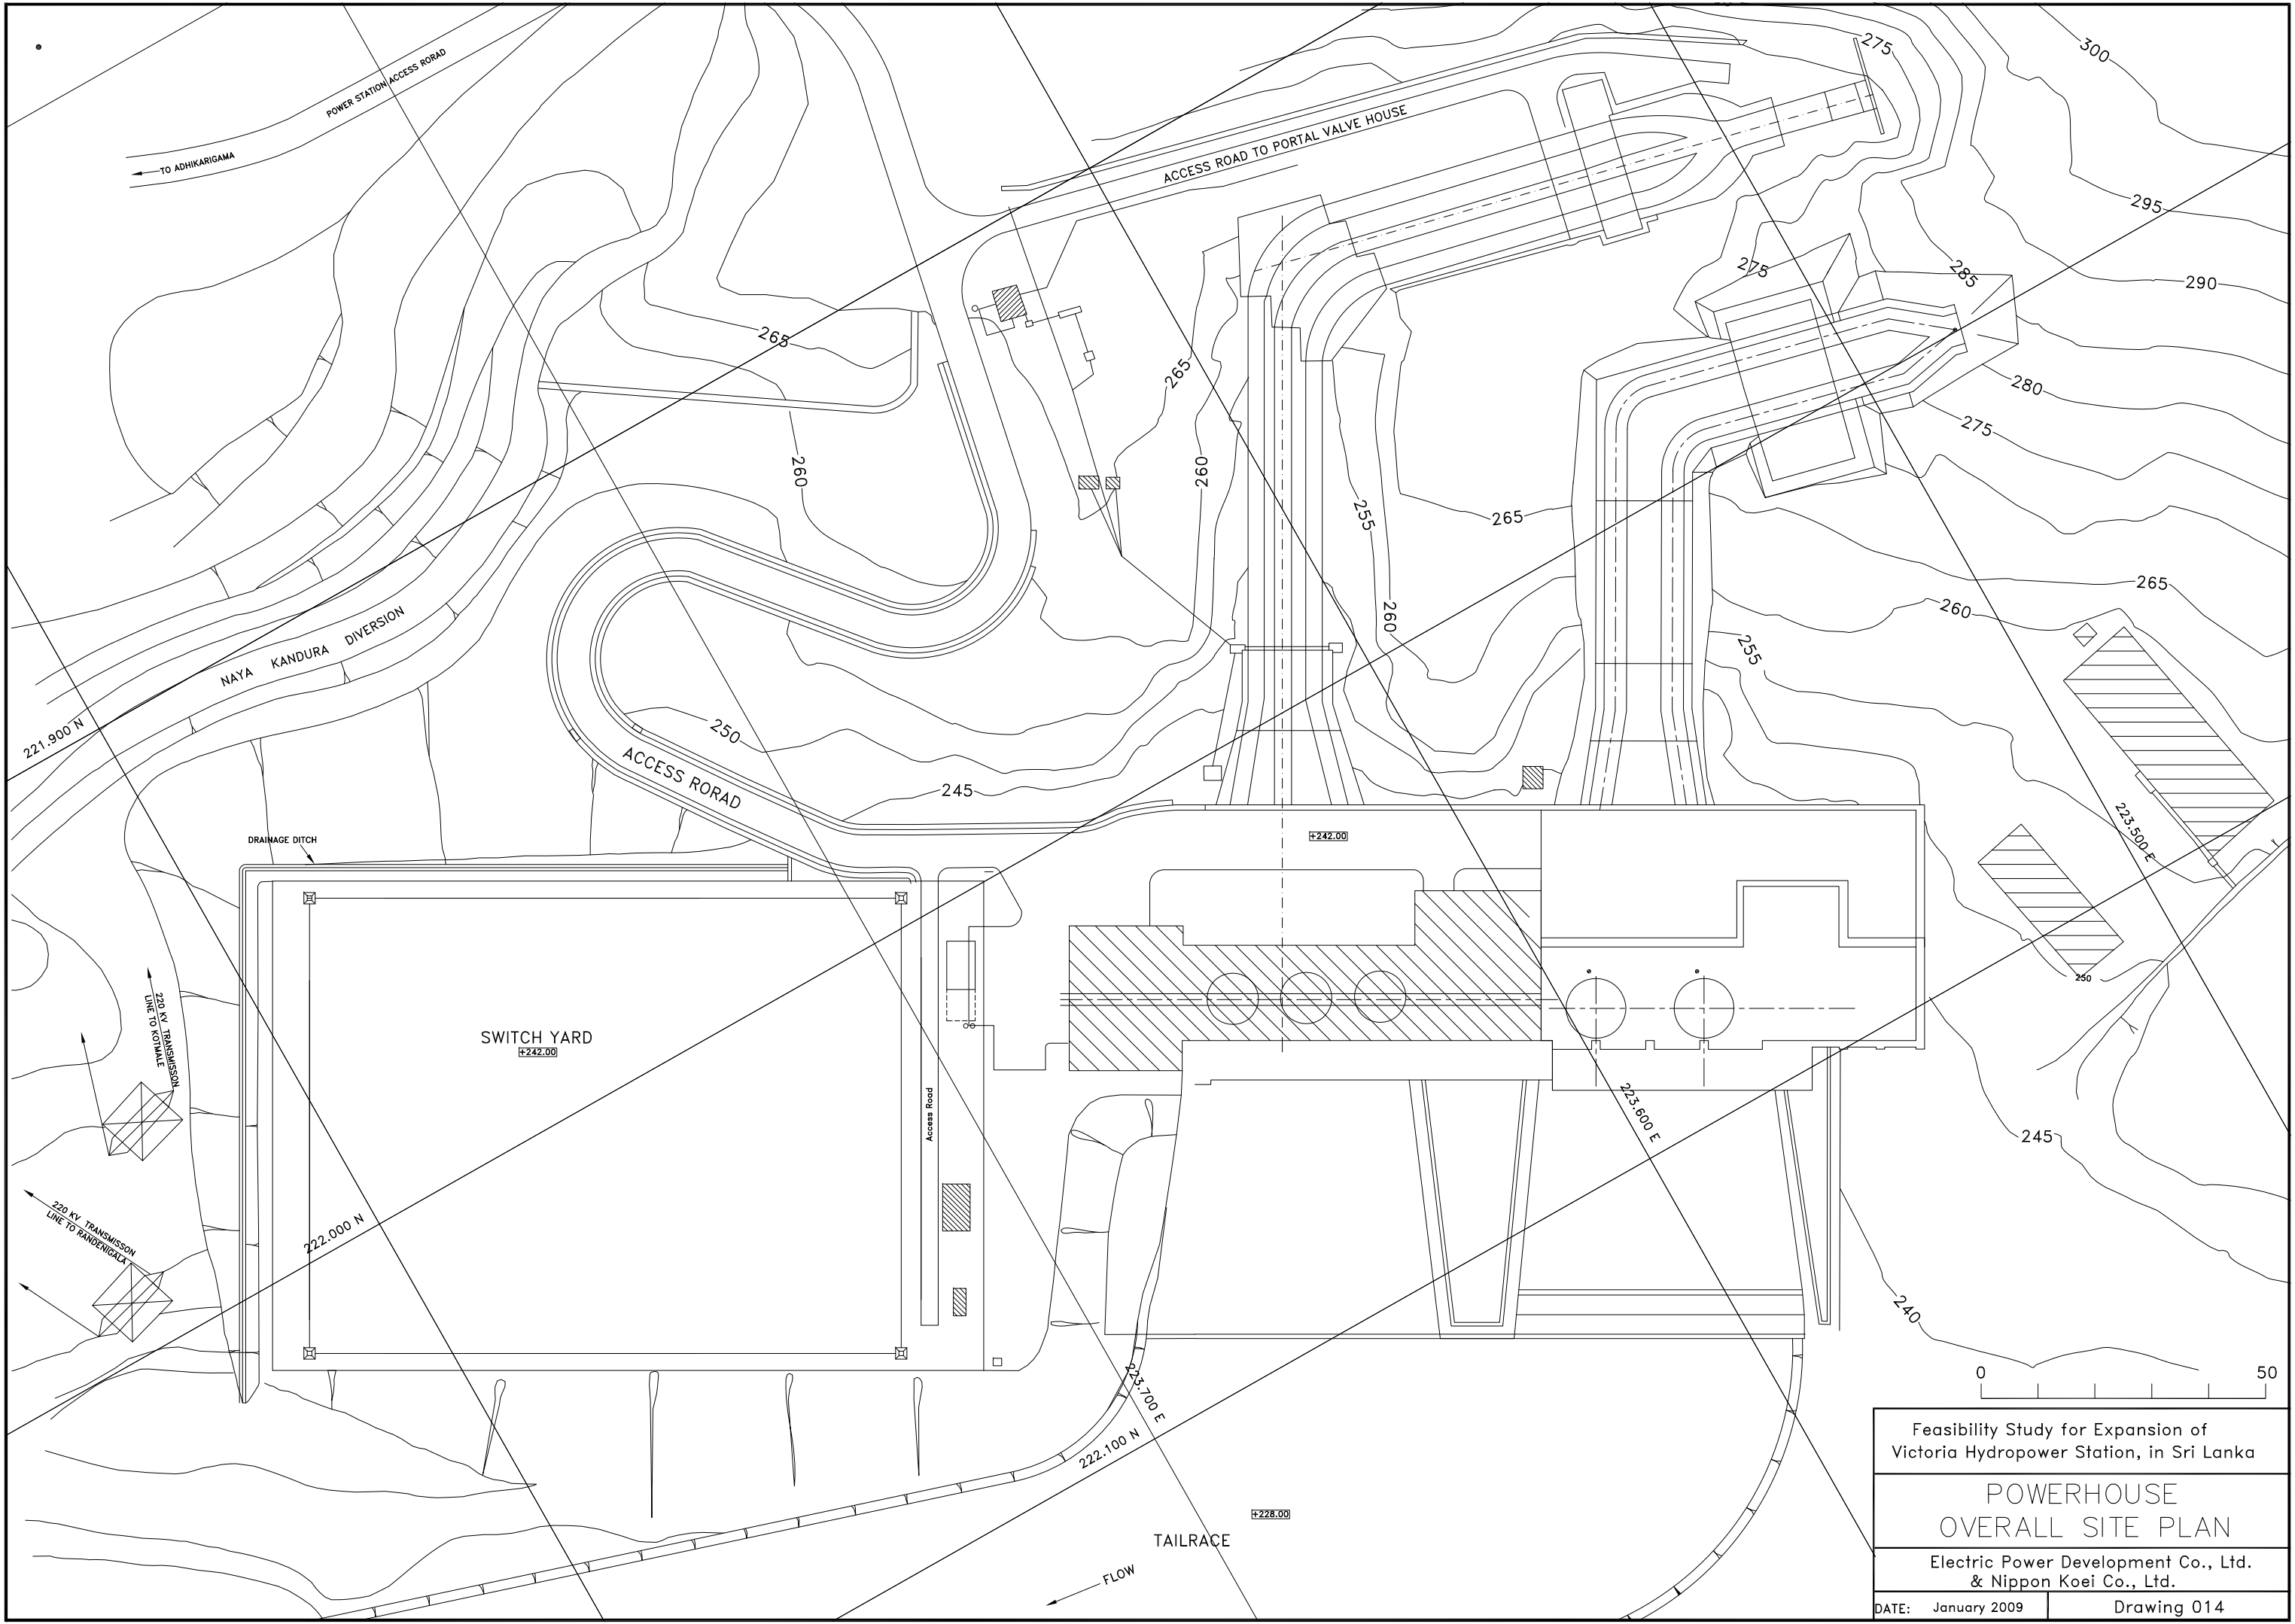 POWER STATION ACCESS RORAD
TO ADHIKARIGAMA
ACCESS ROAD TO PORTAL VALVE HOUSE
275
300
295
290
285
275
280
275
265
265
260
260
255
265
260
265
260
255
NAYA KANDURA DIVERSION
221.900 N
250
ACCESS RORAD
245
DRAINAGE DITCH
+242.00
223.500 E
250
220 KV TRANSMISSON
LINE TO KOTMALE
SWITCH YARD
+242.00
Access Road
223.600 E
245
220 KV TRANSMISSON
LINE TO RANDENIGALA
222.000 N
240
223.700 E
222.100 N
+228.00
TAILRACE
FLOW
0 50
Feasibility Study for Expansion of
Victoria Hydropower Station, in Sri Lanka
POWERHOUSE
OVERALL SITE PLAN
Electric Power Development Co., Ltd.
& Nippon Koei Co., Ltd.
DATE: January 2009 Drawing 014